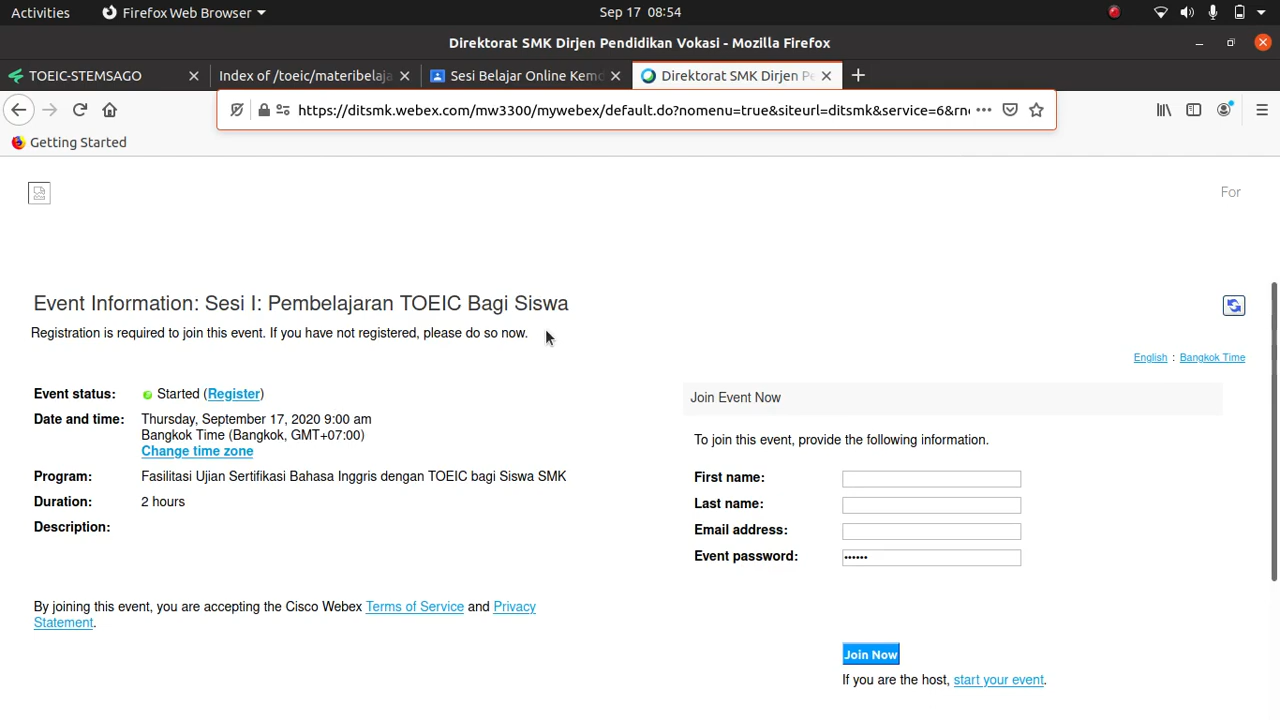 Activities Firefox Web Browser Sep 17 08:54
Direktorat SMK Dirjen Pendidikan Vokasi - Mozilla Firefox
TOEIC-STEMSAGO Index of /toeic/materibelaja Sesi Belajar Online Kemo Direktorat SMK Dirjen Pe
https://ditsmk.webex.com/mw3300/mywebex/default.do?nomenu=true&siteurl=ditsmk&service=6&rn
Getting Started
For
Event Information: Sesi I: Pembelajaran TOEIC Bagi Siswa
Registration is required to join this event. If you have not registered, please do so now.
English : Bangkok Time
Event status: Started (Register)
Date and time: Thursday, September 17, 2020 9:00 am
Bangkok Time (Bangkok, GMT+07:00)
Change time zone
Program: Fasilitasi Ujian Sertifikasi Bahasa Inggris dengan TOEIC bagi Siswa SMK
Duration: 2 hours
Description:
By joining this event, you are accepting the Cisco Webex Terms of Service and Privacy
Statement.
Join Event Now
To join this event, provide the following information.
First name:
Last name:
Email address:
Event password: ••••••
Join Now
If you are the host, start your event.